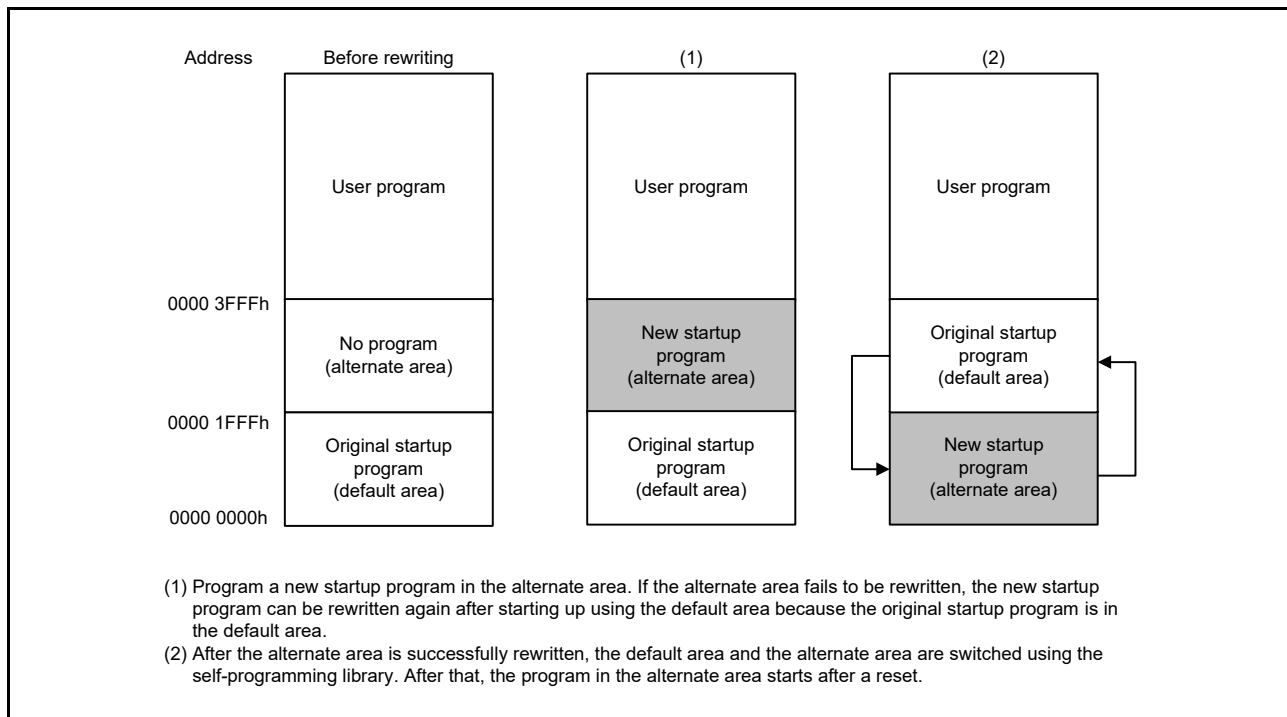 Address Before rewriting (1) (2)
User program User program User program
0000 3FFFh
No program
(alternate area)
New startup
program
(alternate area)
Original startup
program
(default area)
0000 1FFFh
Original startup
program
(default area)
Original startup
program
(default area)
New startup
program
(alternate area)
0000 0000h
(1) Program a new startup program in the alternate area. If the alternate area fails to be rewritten, the new startup
program can be rewritten again after starting up using the default area because the original startup program is in
the default area.
(2) After the alternate area is successfully rewritten, the default area and the alternate area are switched using the
self-programming library. After that, the program in the alternate area starts after a reset.